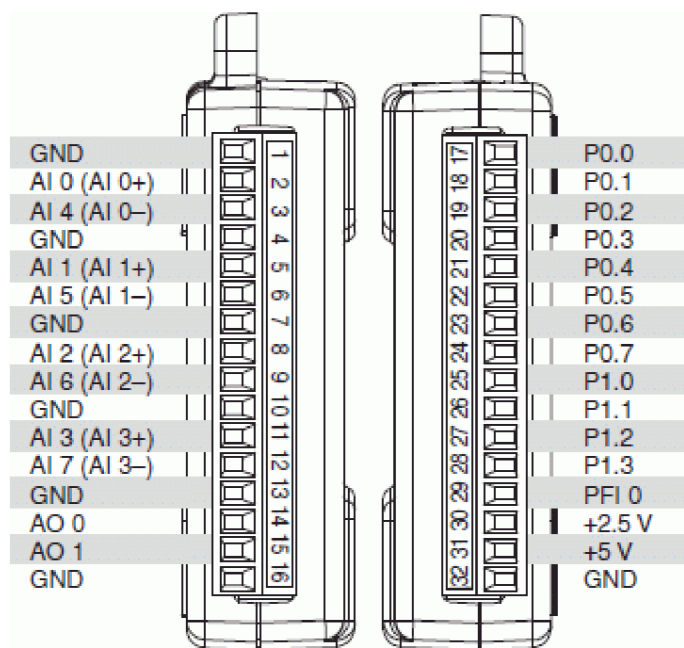 GND 1 17 P0.0
AI 0 (AI 0+) 2 18 P0.1
AI 4 (AI 0–) 3 19 P0.2
GND 4 20 P0.3
AI 1 (AI 1+) 5 21 P0.4
AI 5 (AI 1–) 6 22 P0.5
GND 7 23 P0.6
AI 2 (AI 2+) 8 24 P0.7
AI 6 (AI 2–) 9 25 P1.0
GND 10 26 P1.1
AI 3 (AI 3+) 11 27 P1.2
AI 7 (AI 3–) 12 28 P1.3
GND 13 29 PFI 0
AO 0 14 30 +2.5 V
AO 1 15 31 +5 V
GND 16 32 GND